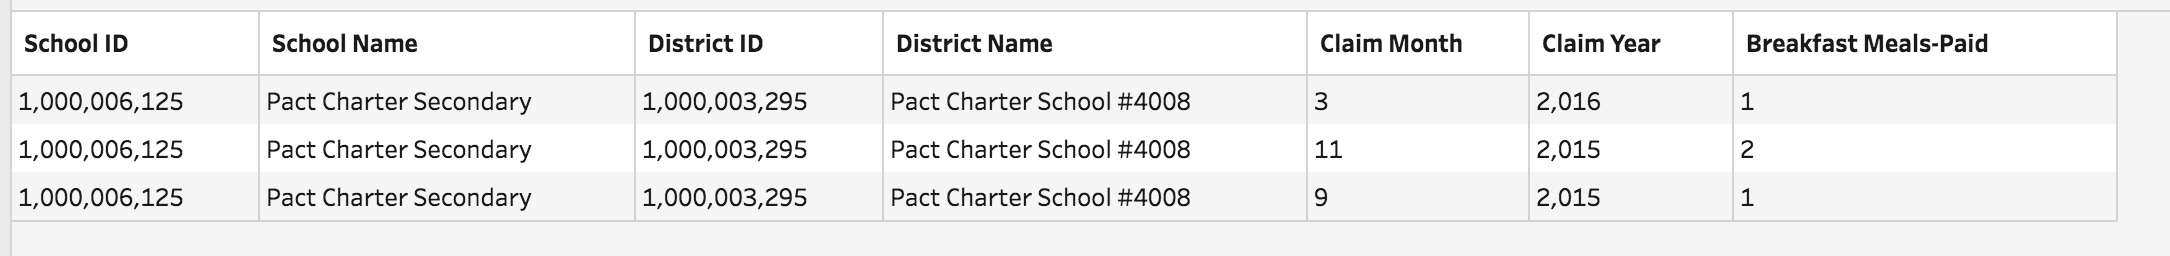 School ID School Name District ID District Name Claim Month Claim Year Breakfast Meals-Paid
1,000,006,125 Pact Charter Secondary 1,000,003,295 Pact Charter School #4008 3 2,016 1
1,000,006,125 Pact Charter Secondary 1,000,003,295 Pact Charter School #4008 11 2,015 2
1,000,006,125 Pact Charter Secondary 1,000,003,295 Pact Charter School #4008 9 2,015 1